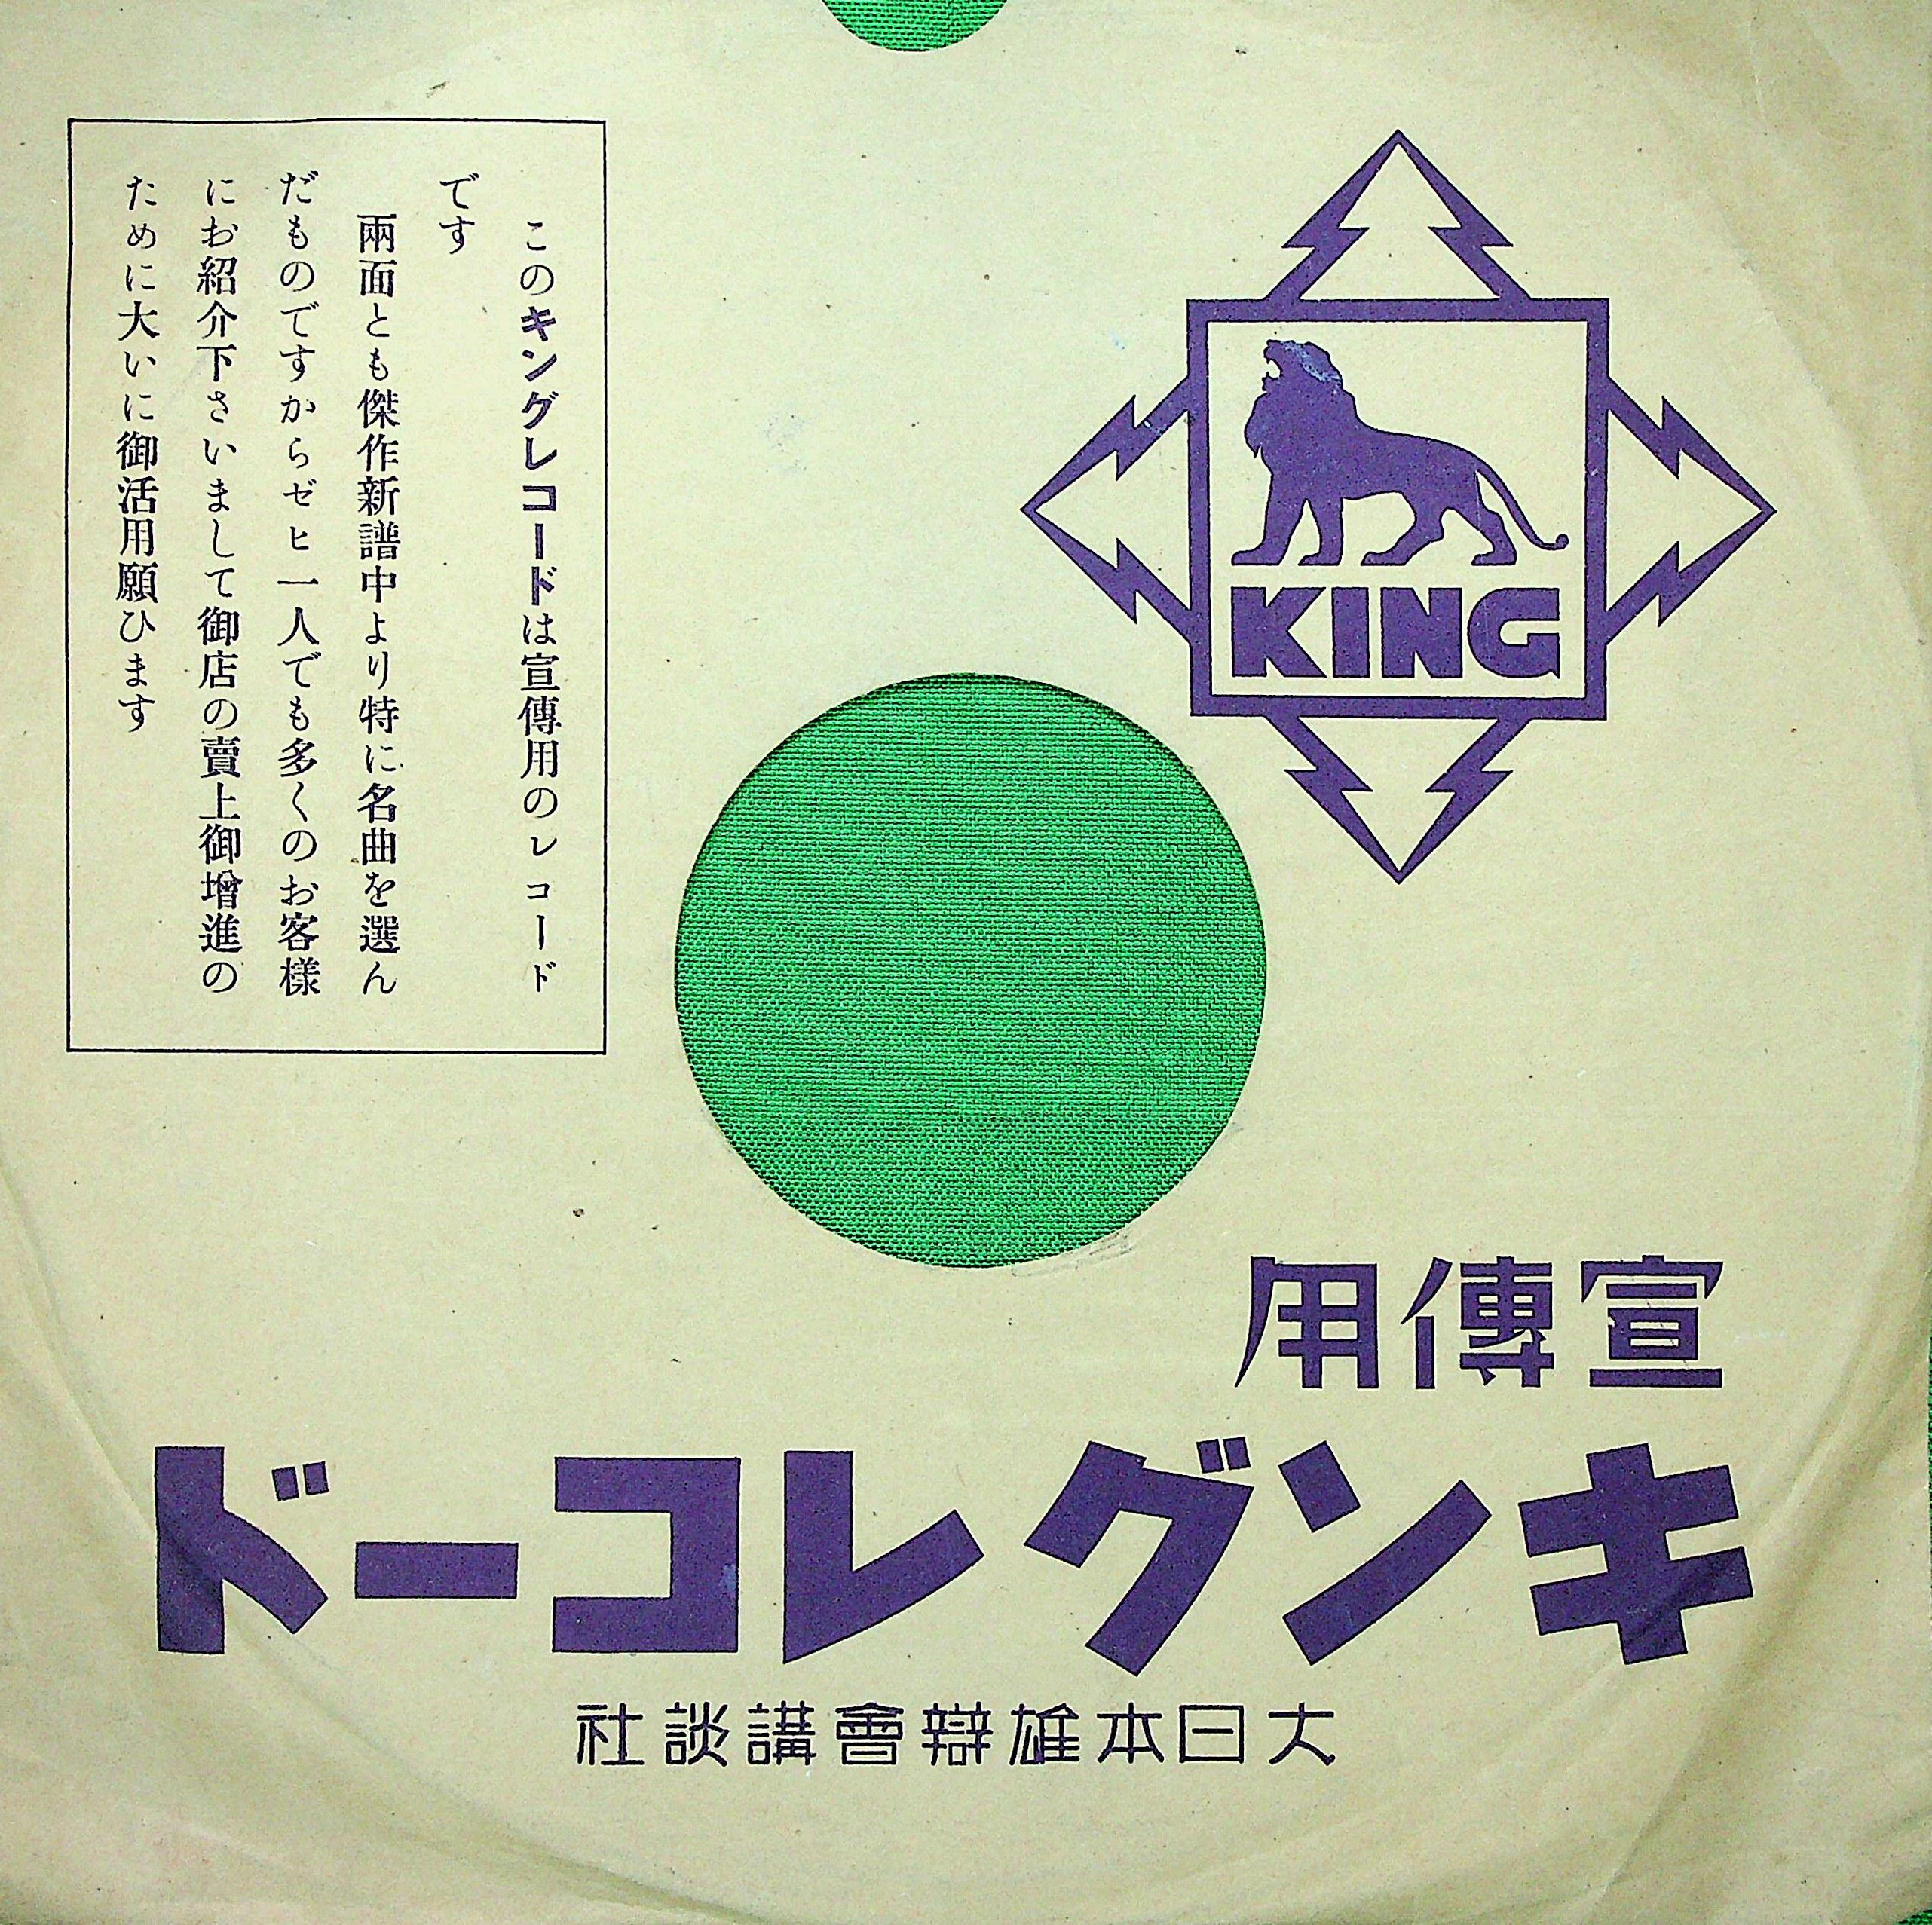 このキングレコードは宣傳用のレコード
です
兩面とも傑作新譜中より特に名曲を選ん
だものですからゼヒ一人でも多くのお客樣
にお紹介下さいまして御店の賣上御增進の
ために大いに御活用願ひます
KING
宣傳用
キングレコード
大日本雄辯會講談社